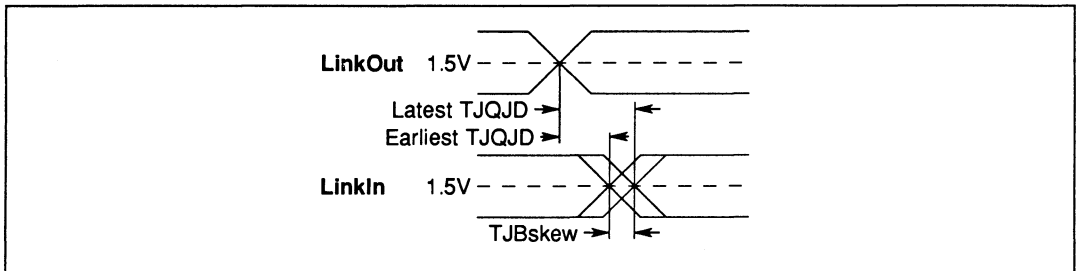 LinkOut 1.5V
Latest TJQJD
Earliest TJQJD
LinkIn 1.5V
TJBskew